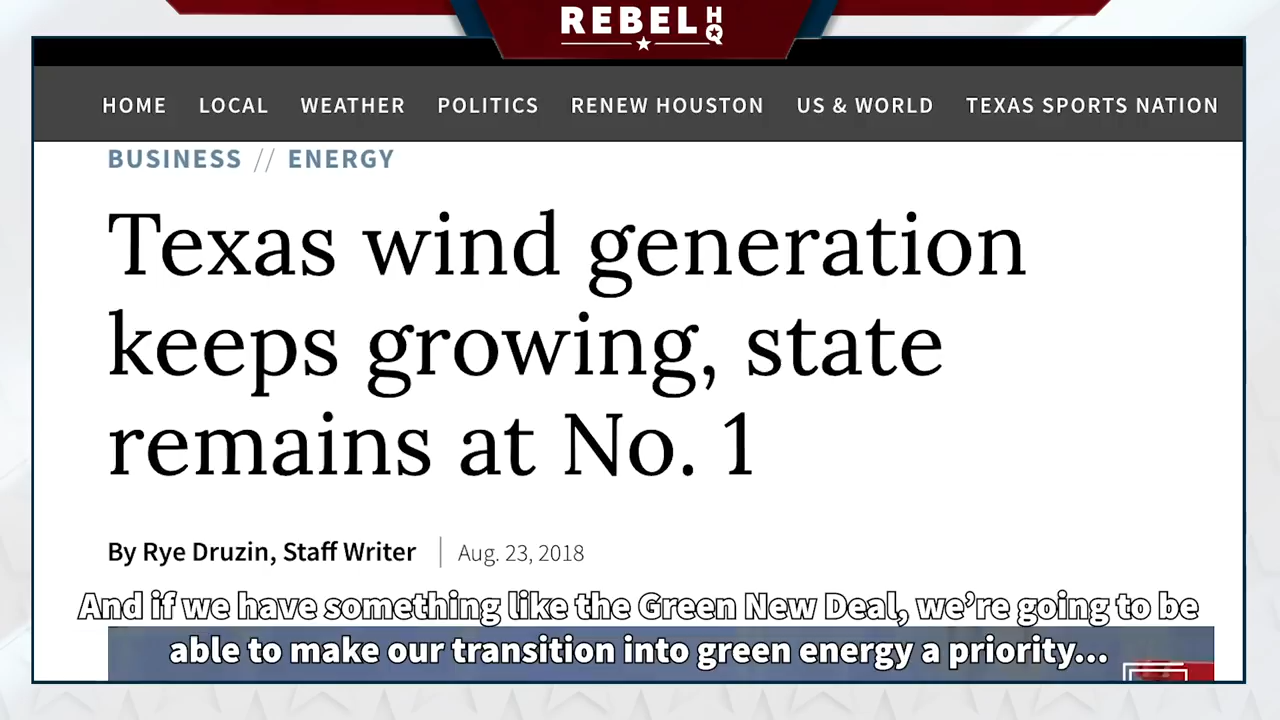 REBEL HQ
HOME LOCAL WEATHER POLITICS RENEW HOUSTON US & WORLD TEXAS SPORTS NATION
BUSINESS // ENERGY
Texas wind generation
keeps growing, state
remains at No. 1
By Rye Druzin, Staff Writer | Aug. 23, 2018
And if we have something like the Green New Deal, we’re going to be
able to make our transition into green energy a priority...